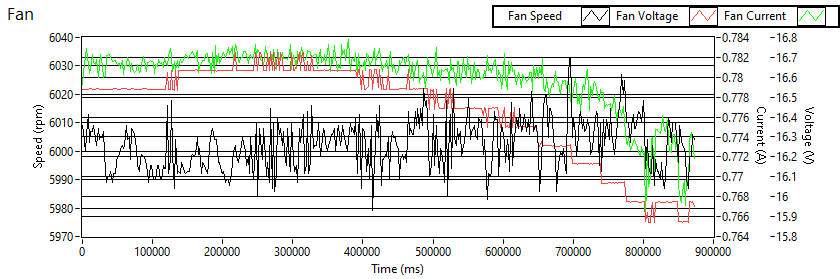 Fan
Fan Speed Fan Voltage Fan Current
6040 0.784 -16.8
6030 0.782 -16.7
0.78 -16.6
6020 0.778 -16.5
6010 0.776 -16.4
0.774 -16.3
6000 0.772 -16.2
5990 0.77 -16.1
5980 0.768 -16
0.766 -15.9
5970 0.764 -15.8
Speed (rpm)
Current (A)
Voltage (V)
0 100000 200000 300000 400000 500000 600000 700000 800000 900000
Time (ms)